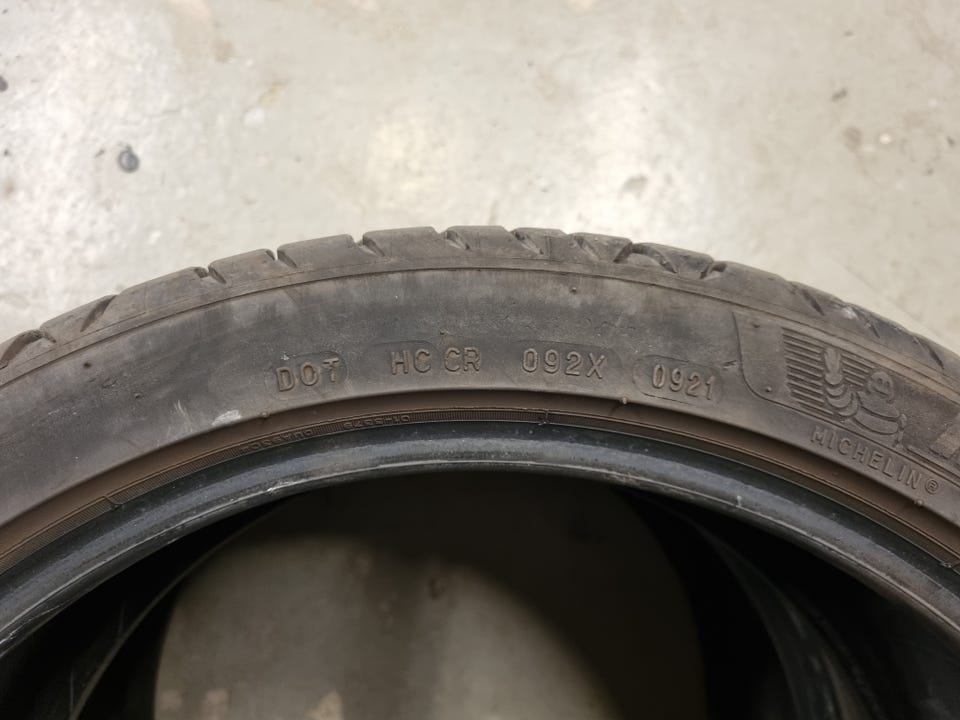 DOT HC CR 092X 0921
MICHELIN®